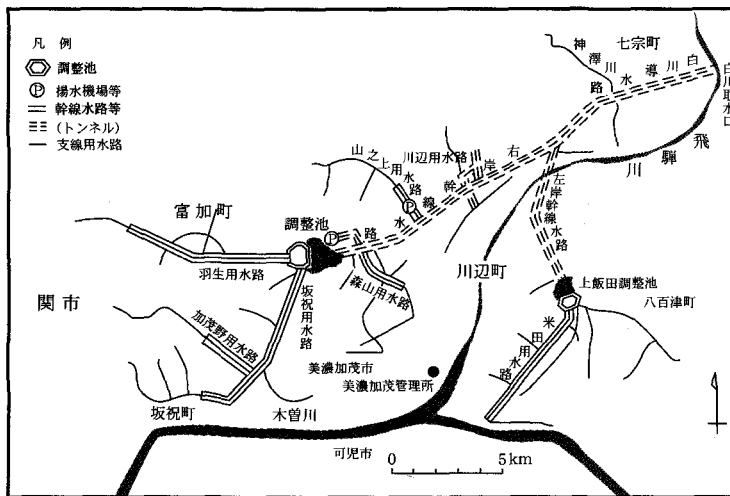 凡例
調整池
揚水機場等
幹線水路等
(トンネル)
支線用水路
七宗町
神澤川
白川導水路
白川取水口
飛騨川
山之上用水路
川辺用水路
右岸幹線水路
左岸幹線水路
富加町
調整池
羽生用水路
関市
坂祝用水路
森山用水路
川辺町
上飯田調整池
八百津町
加茂野用水路
米田用水路
美濃加茂市
美濃加茂管理所
坂祝町
木曽川
可児市
0 5km
P
P
P